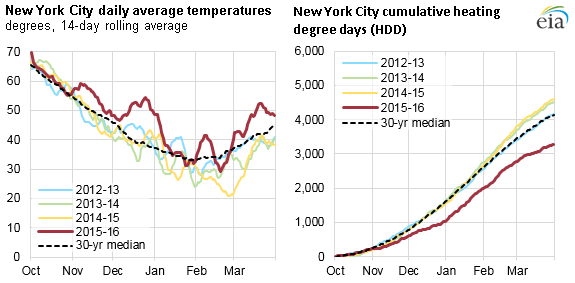 New York City daily average temperatures
degrees, 14-day rolling average
70
60
50
40
30
20
10
0
2012-13
2013-14
2014-15
2015-16
30-yr median
Oct Nov Dec Jan Feb Mar
New York City cumulative heating
degree days (HDD)
eia
6,000
5,000
4,000
3,000
2,000
1,000
0
2012-13
2013-14
2014-15
2015-16
30-yr median
Oct Nov Dec Jan Feb Mar